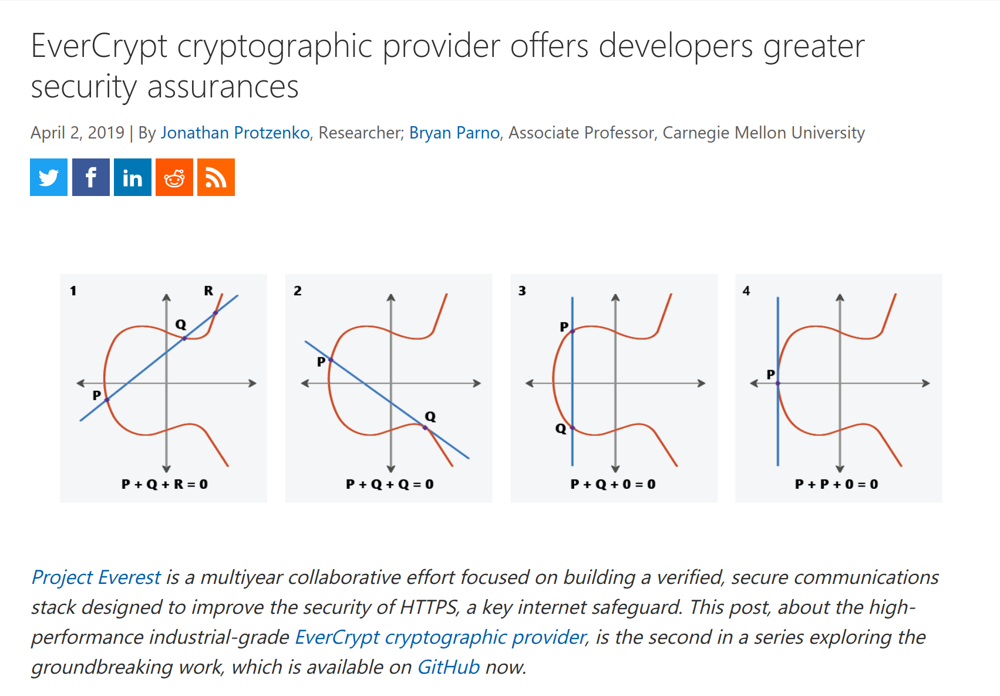 EverCrypt cryptographic provider offers developers greater
security assurances
April 2, 2019 | By Jonathan Protzenko, Researcher; Bryan Parno, Associate Professor, Carnegie Mellon University
f in
1
R
Q
P
P + Q + R = 0
2
P
Q
P + Q + Q = 0
3
P
Q
P + Q + 0 = 0
4
P
P + P + 0 = 0
Project Everest is a multiyear collaborative effort focused on building a verified, secure communications
stack designed to improve the security of HTTPS, a key internet safeguard. This post, about the high-
performance industrial-grade EverCrypt cryptographic provider, is the second in a series exploring the
groundbreaking work, which is available on GitHub now.